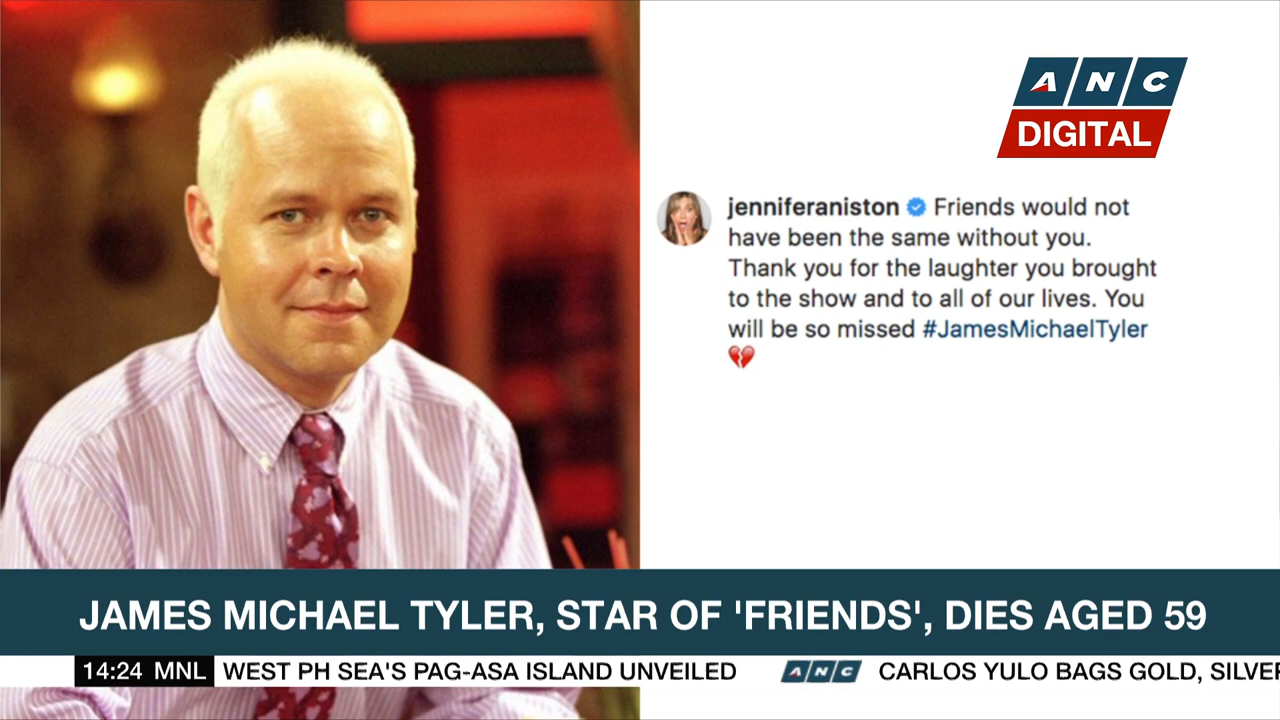 ANC
DIGITAL
jenniferaniston Friends would not
have been the same without you.
Thank you for the laughter you brought
to the show and to all of our lives. You
will be so missed #JamesMichaelTyler
💔
JAMES MICHAEL TYLER, STAR OF 'FRIENDS', DIES AGED 59
14:24 MNL WEST PH SEA'S PAG-ASA ISLAND UNVEILED ANC CARLOS YULO BAGS GOLD, SILVER